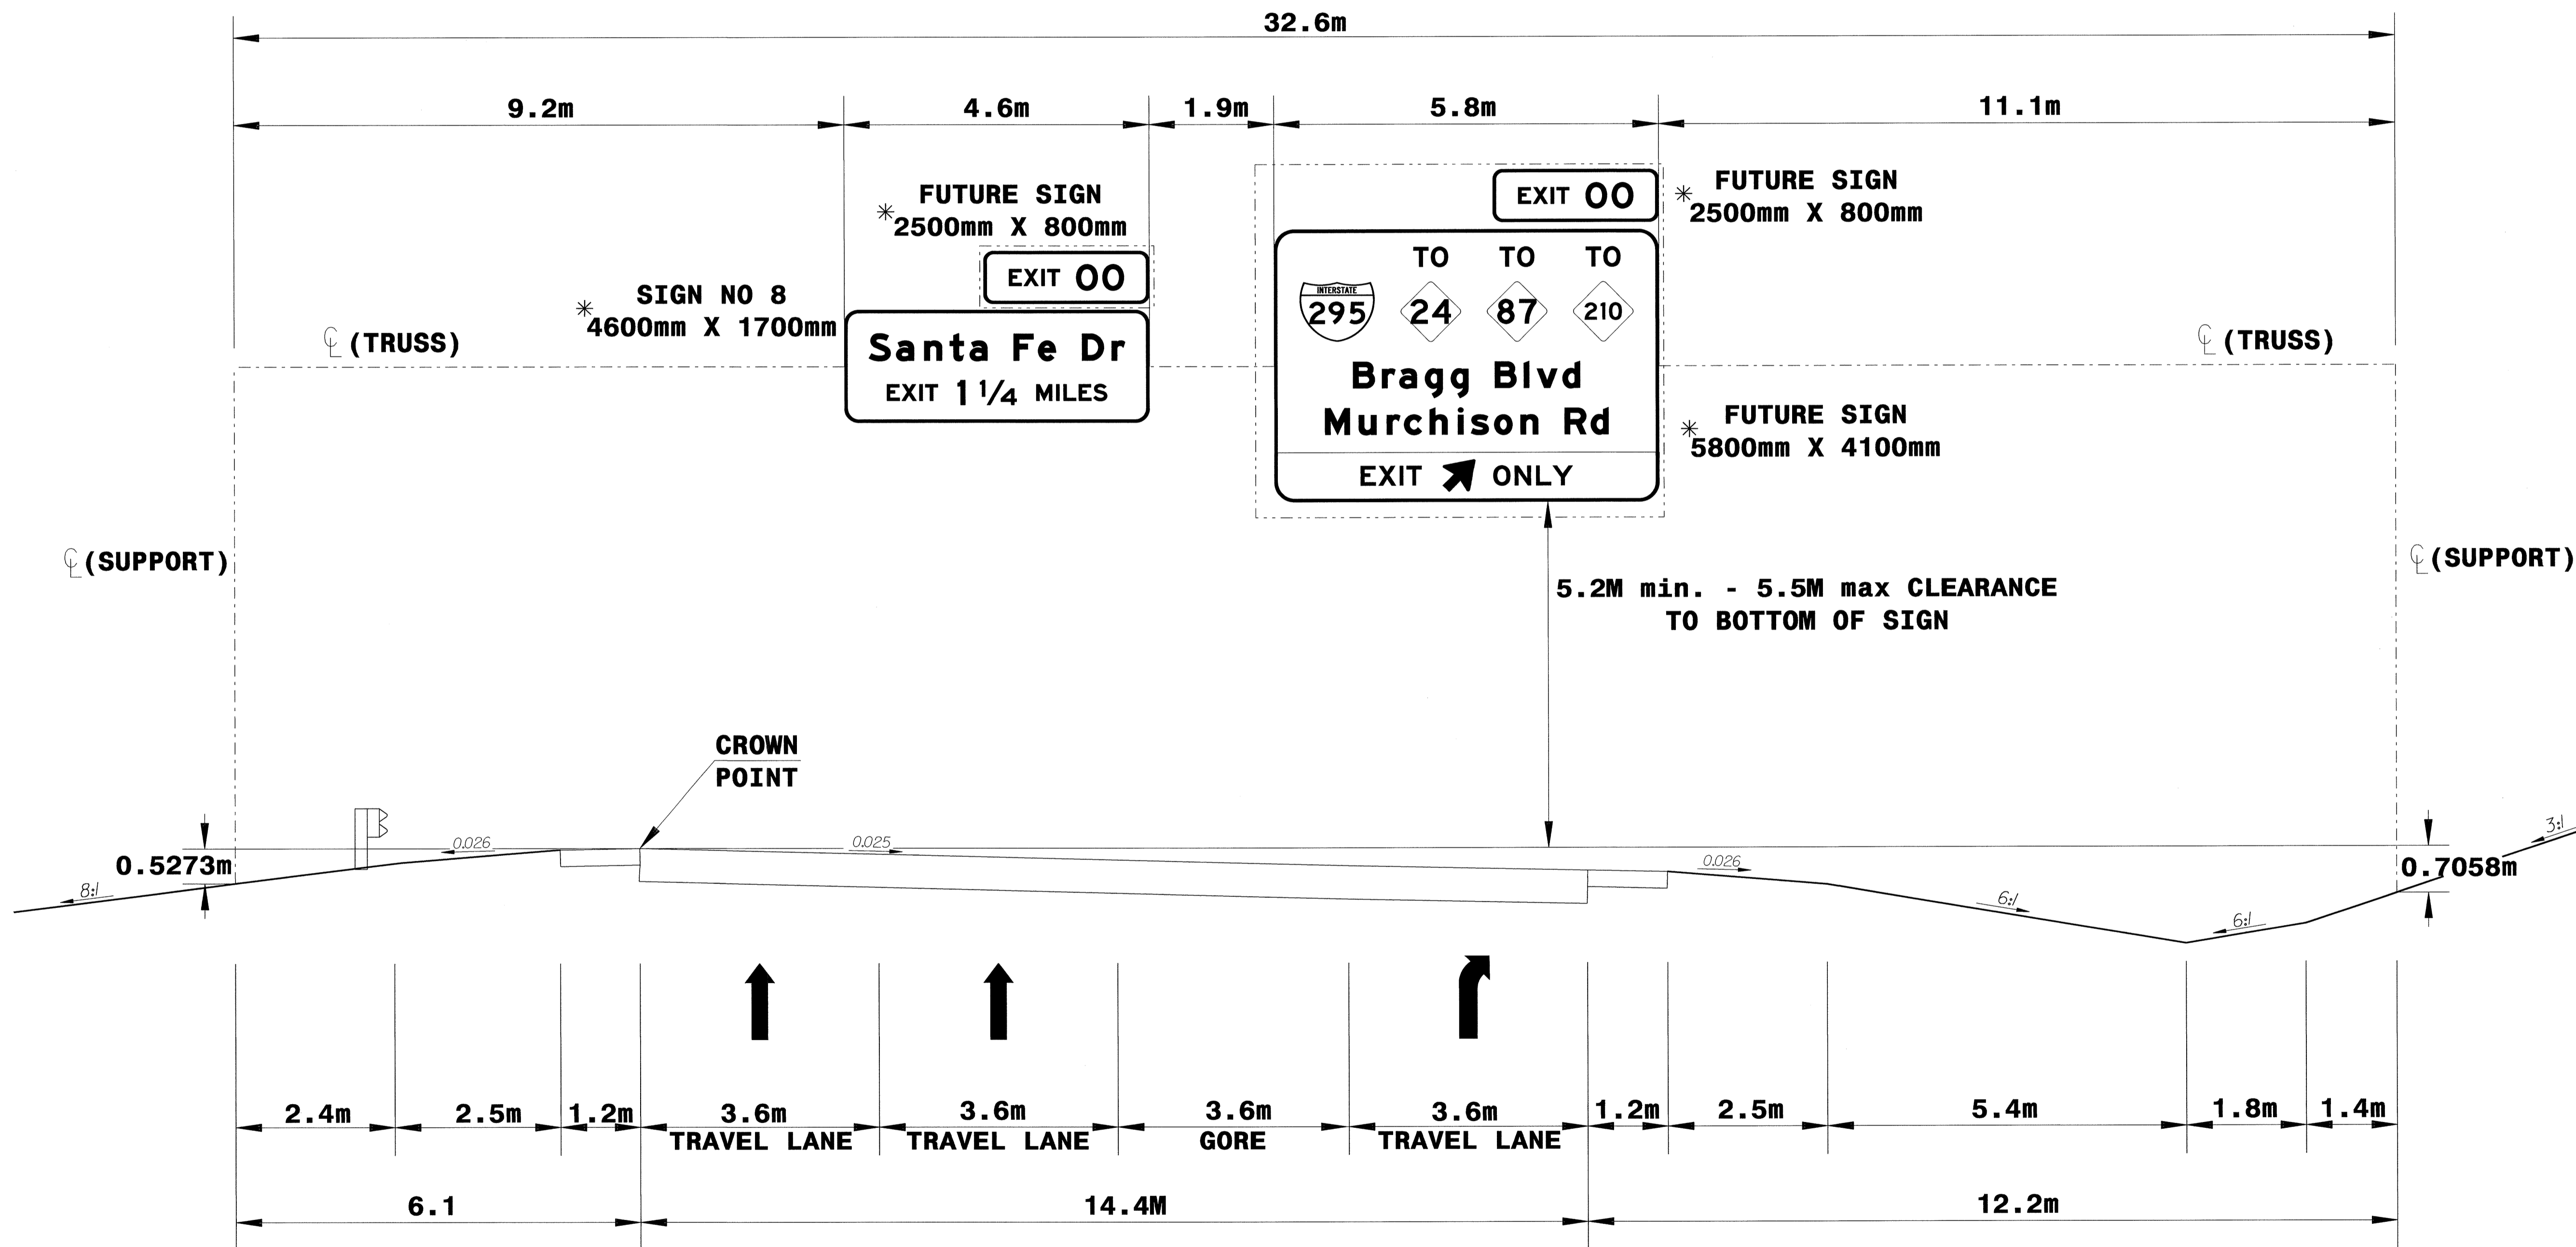 32.6m
9.2m
4.6m
1.9m
5.8m
11.1m
FUTURE SIGN
*2500mm X 800mm
EXIT 00
FUTURE SIGN
*2500mm X 800mm
EXIT 00
SIGN NO 8
*4600mm X 1700mm
TO TO TO
INTERSTATE
295 24 87 210
℄ (TRUSS)
Santa Fe Dr
EXIT 1 1/4 MILES
Bragg Blvd
Murchison Rd
EXIT ONLY
℄ (TRUSS)
FUTURE SIGN
*5800mm X 4100mm
℄ (SUPPORT)
℄ (SUPPORT)
5.2M min. - 5.5M max CLEARANCE
TO BOTTOM OF SIGN
CROWN
POINT
0.5273m
8:1
0.026
0.025
0.026
6:1
6:1
3:1
0.7058m
2.4m
2.5m
1.2m
3.6m
TRAVEL LANE
3.6m
TRAVEL LANE
3.6m
GORE
3.6m
TRAVEL LANE
1.2m
2.5m
5.4m
1.8m
1.4m
6.1
14.4M
12.2m